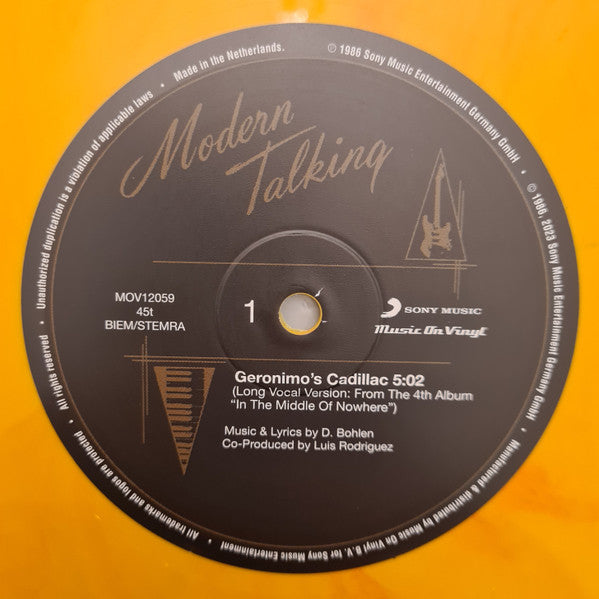 Modern
Talking
MOV12059
45t
BIEM/STEMRA
1
SONY MUSIC
Music On Vinyl
Geronimo's Cadillac 5:02
(Long Vocal Version: From The 4th Album
"In The Middle Of Nowhere")
Music & Lyrics by D. Bohlen
Co-Produced by Luis Rodriguez
℗ 1986 Sony Music Entertainment Germany GmbH • © 1986, 2023 Sony Music Entertainment Germany GmbH • Manufactured & distributed by Music On Vinyl B.V. for Sony Music Entertainment • All trademarks and logos are protected • All rights reserved • Unauthorized duplication is a violation of applicable laws • Made in the Netherlands.